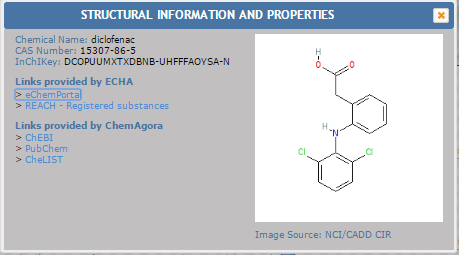 STRUCTURAL INFORMATION AND PROPERTIES
Chemical Name: diclofenac
CAS Number: 15307-86-5
InChIKey: DCOPUUMXTXDBNB-UHFFFAOYSA-N
Links provided by ECHA
> eChemPortal
> REACH - Registered substances
Links provided by ChemAgora
> ChEBI
> PubChem
> CheLIST
H
O
O
H
N
Cl
Cl
Image Source: NCI/CADD CIR